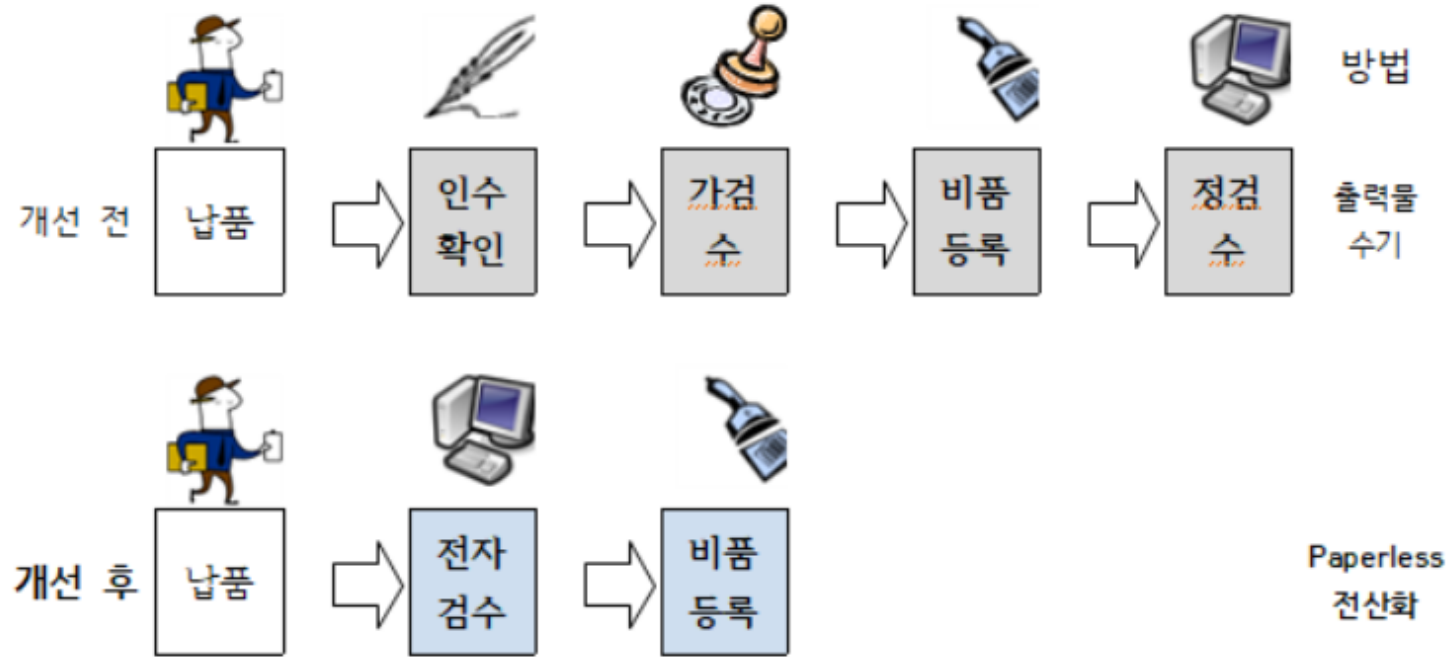 방법
개선 전
납품
인수
확인
가검
수
비품
등록
정검
수
출력물
수기
개선 후
납품
전자
검수
비품
등록
Paperless
전산화